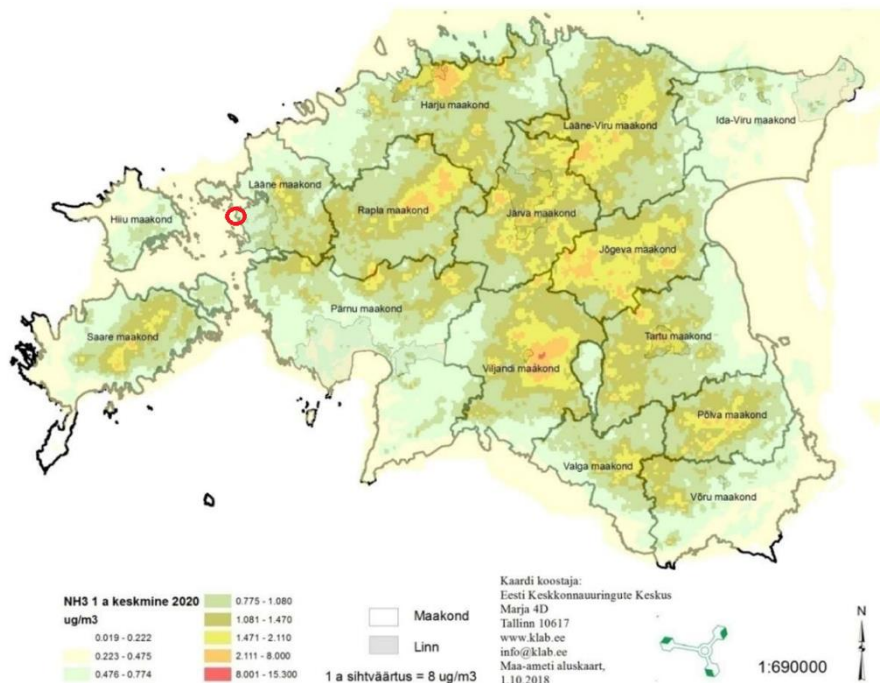 Harju maakond
Lääne-Viru maakond
Ida-Viru maakond
Lääne maakond
Rapla maakond
Järva maakond
Hiiu maakond
Jõgeva maakond
Pärnu maakond
Saare maakond
Tartu maakond
Viljandi maakond
Põlva maakond
Valga maakond
Võru maakond
NH3 1 a keskmine 2020
ug/m3
0.019 - 0.222
0.223 - 0.475
0.476 - 0.774
0.775 - 1.080
1.081 - 1.470
1.471 - 2.110
2.111 - 8.000
8.001 - 15.300
Maakond
Linn
1 a sihtväärtus = 8 ug/m3
Kaardi koostaja:
Eesti Keskkonnauuringute Keskus
Marja 4D
Tallinn 10617
www.klab.ee
info@klab.ee
Maa-ameti aluskaart,
1.10.2018
N
1:690000